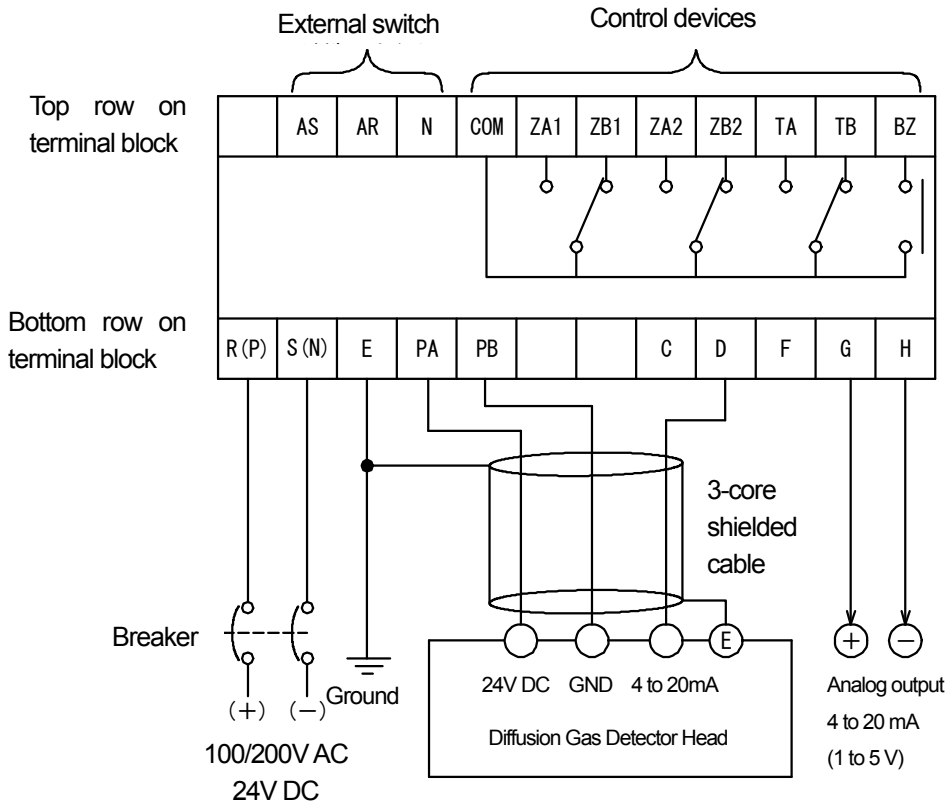 External switch
Control devices
Top row on
terminal block
AS AR N COM ZA1 ZB1 ZA2 ZB2 TA TB BZ
Bottom row on
terminal block
R(P) S(N) E PA PB C D F G H
3-core
shielded
cable
Breaker
Ground
(+) (−)
100/200V AC
24V DC
E
24V DC GND 4 to 20mA
Diffusion Gas Detector Head
+ −
Analog output
4 to 20 mA
(1 to 5 V)